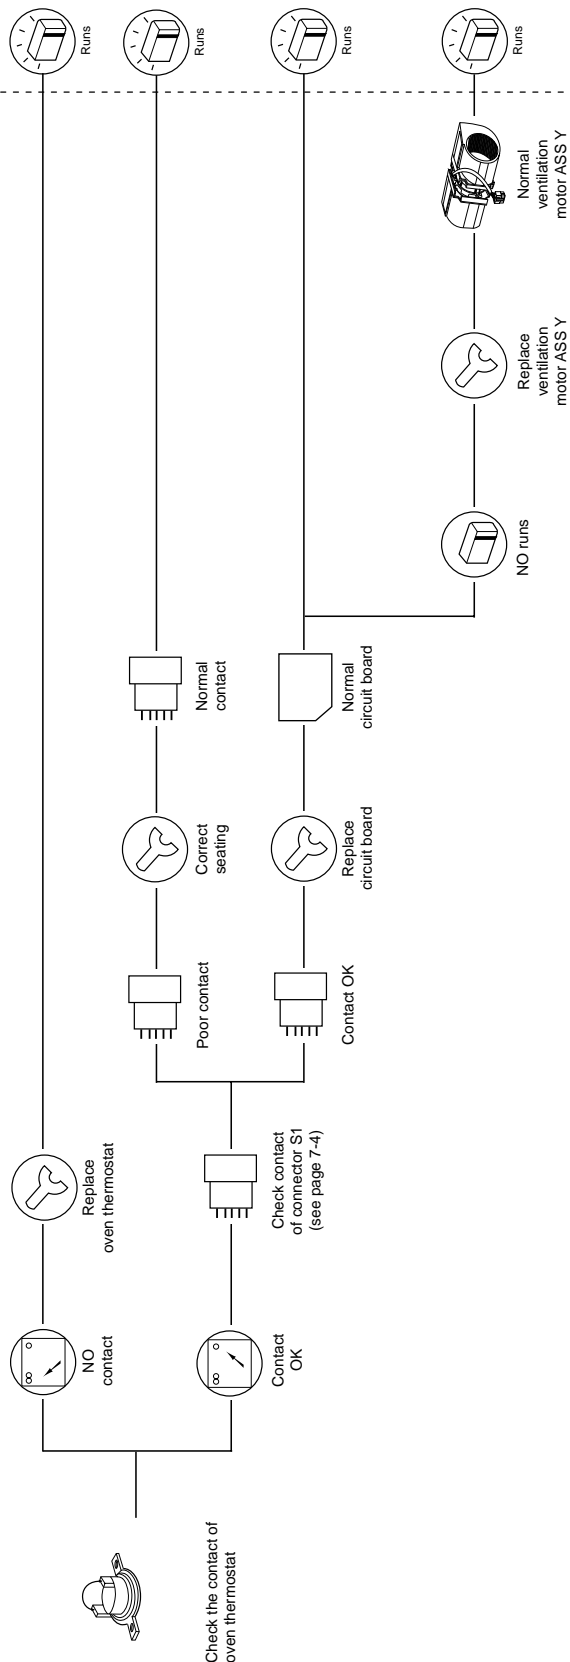 Check the contact of
oven thermostat
NO
contact
Replace
oven thermostat
Runs
Contact
OK
Check contact
of connector S1
(see page 7-4)
Poor contact
Correct
seating
Normal
contact
Runs
Contact OK
Replace
circuit board
Normal
circuit board
Runs
NO runs
Replace
ventilation
motor ASS Y
Normal
ventilation
motor ASS Y
Runs